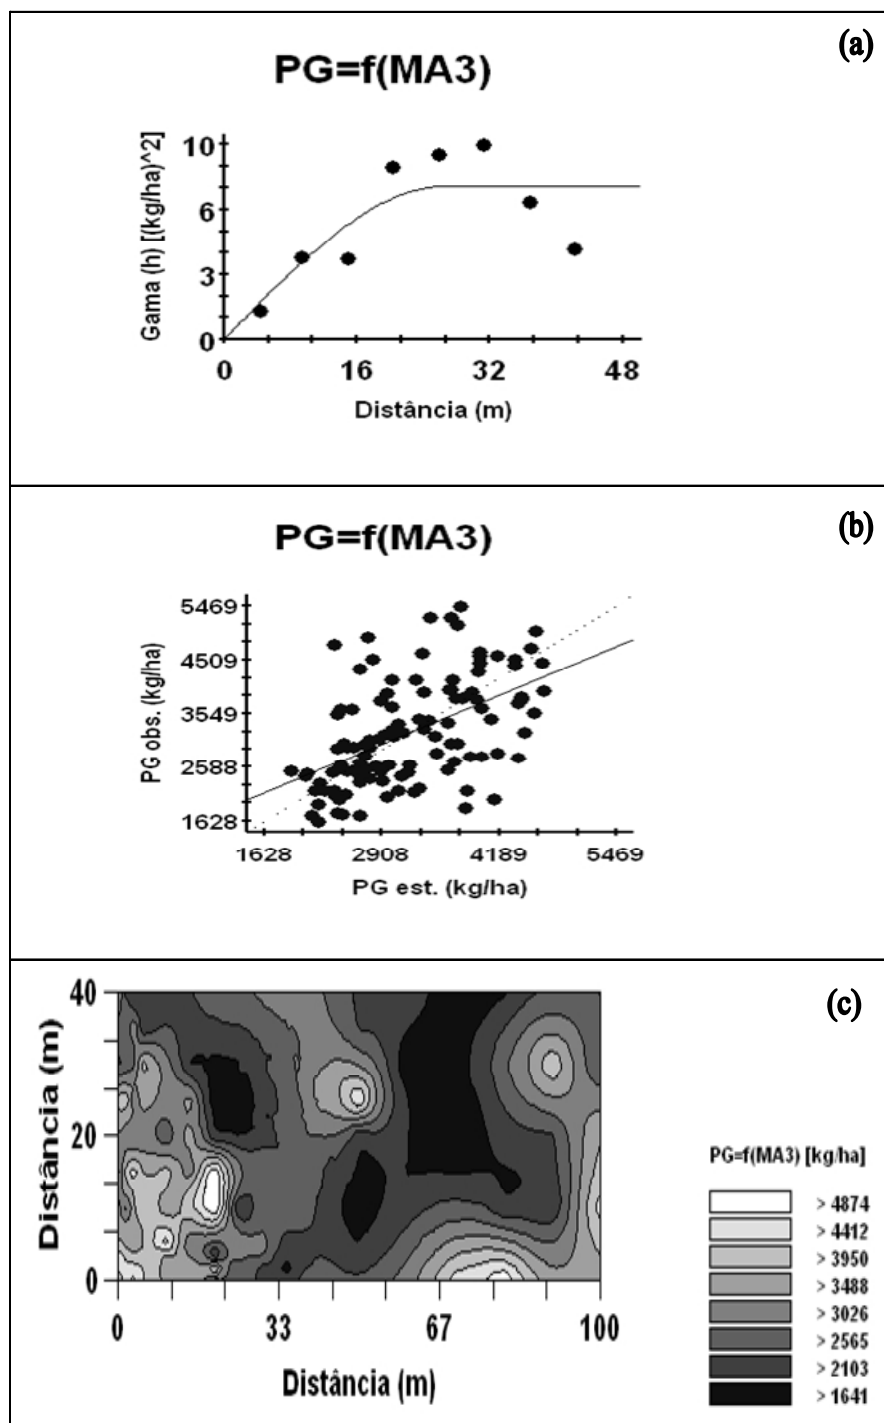 (a)
PG=f(MA3)
Gama (h) [(kg/ha)^2]
10
6
3
0
0 16 32 48
Distância (m)
(b)
PG=f(MA3)
PG obs. (kg/ha)
5469
4509
3549
2588
1628
1628 2908 4189 5469
PG est. (kg/ha)
(c)
Distância (m)
40
20
0
0 33 67 100
Distância (m)
PG=f(MA3) [kg/ha]
> 4874
> 4412
> 3950
> 3488
> 3026
> 2565
> 2103
> 1641